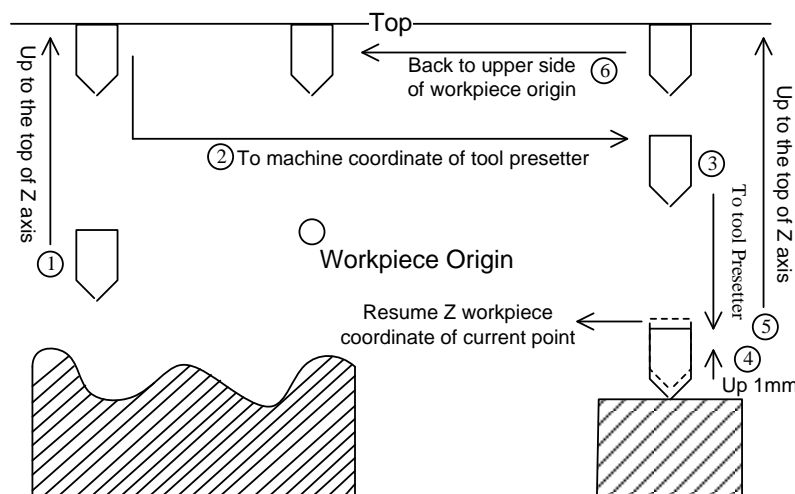 Top
Up to the top of Z axis
Back to upper side
of workpiece origin
6
2 To machine coordinate of tool presetter
3
To tool Presetter
Up to the top of Z axis
1
Workpiece Origin
Resume Z workpiece
coordinate of current point
5
4
Up 1mm